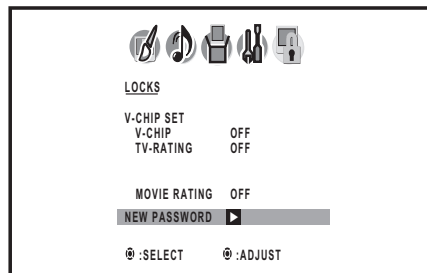 LOCKS
V-CHIP SET
V-CHIP OFF
TV-RATING OFF
MOVIE RATING OFF
NEW PASSWORD
:SELECT :ADJUST